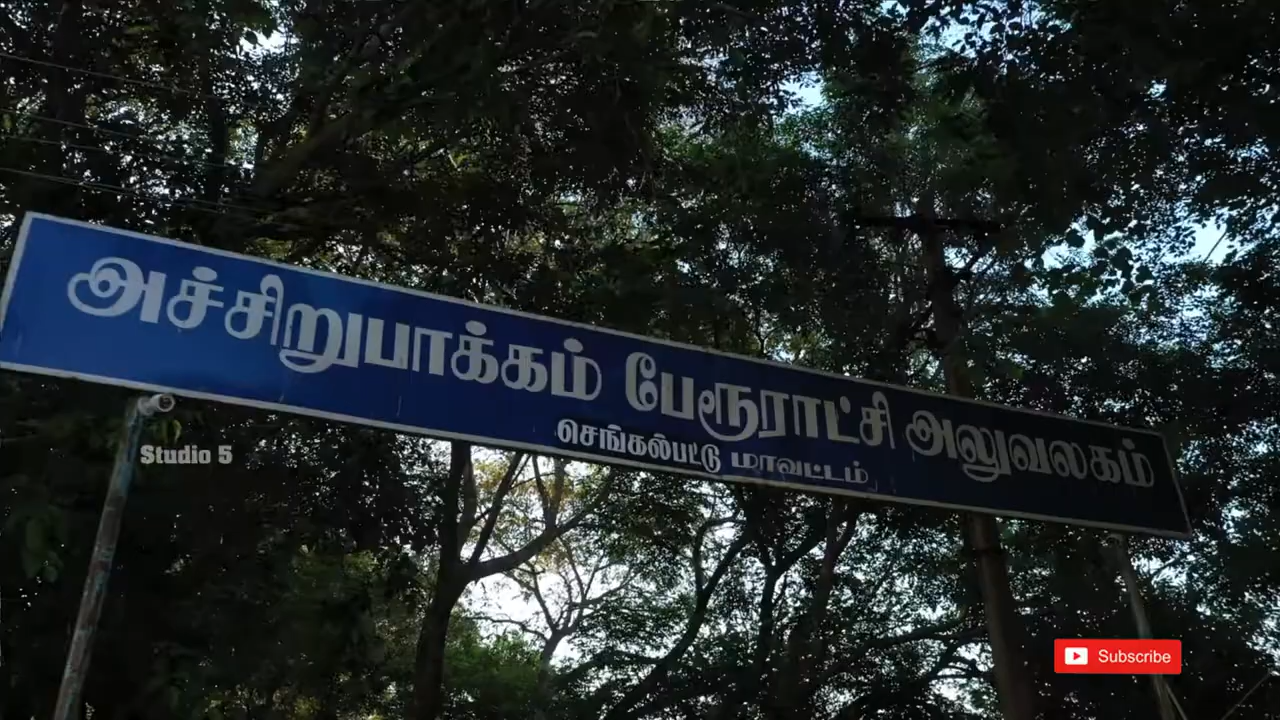 அச்சிறுபாக்கம் பேரூராட்சி அலுவலகம்
செங்கல்பட்டு மாவட்டம்
Studio 5
Subscribe